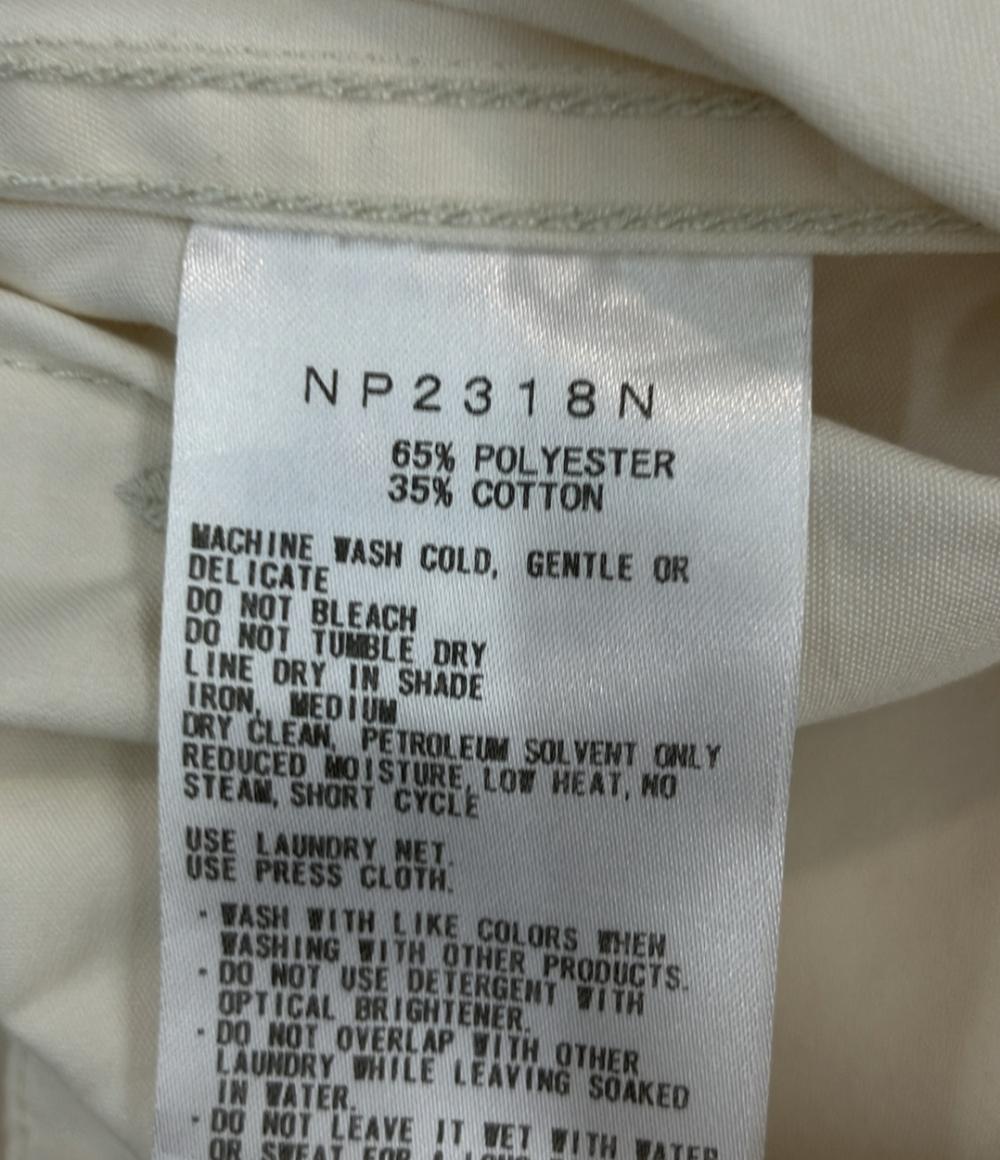 NP2318N
65% POLYESTER
35% COTTON
MACHINE WASH COLD, GENTLE OR
DELICATE
DO NOT BLEACH
DO NOT TUMBLE DRY
LINE DRY IN SHADE
IRON, MEDIUM
DRY CLEAN, PETROLEUM SOLVENT ONLY
REDUCED MOISTURE, LOW HEAT, NO
STEAM, SHORT CYCLE
USE LAUNDRY NET.
USE PRESS CLOTH.
· WASH WITH LIKE COLORS WHEN
WASHING WITH OTHER PRODUCTS.
· DO NOT USE DETERGENT WITH
OPTICAL BRIGHTENER.
· DO NOT OVERLAP WITH OTHER
LAUNDRY WHILE LEAVING SOAKED
IN WATER.
· DO NOT LEAVE IT WET WITH WATER
OR SWEAT FOR A LONG